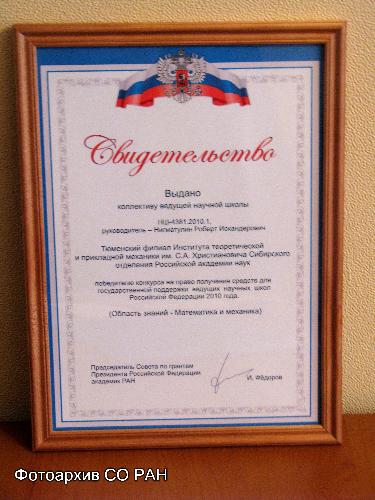 Свидетельство
Выдано
коллективу ведущей научной школы
НШ-4381.2010.1,
руководитель – Нигматулин Роберт Искандерович
Тюменский филиал Института теоретической
и прикладной механики им. С.А. Христиановича Сибирского
отделения Российской академии наук
победителю конкурса на право получения средств для
государственной поддержки ведущих научных школ
Российской Федерации 2010 года.
(Область знаний - Математика и механика)
Председатель Совета по грантам
Президента Российской Федерации
академик РАН
И. Фёдоров
Фотоархив СО РАН